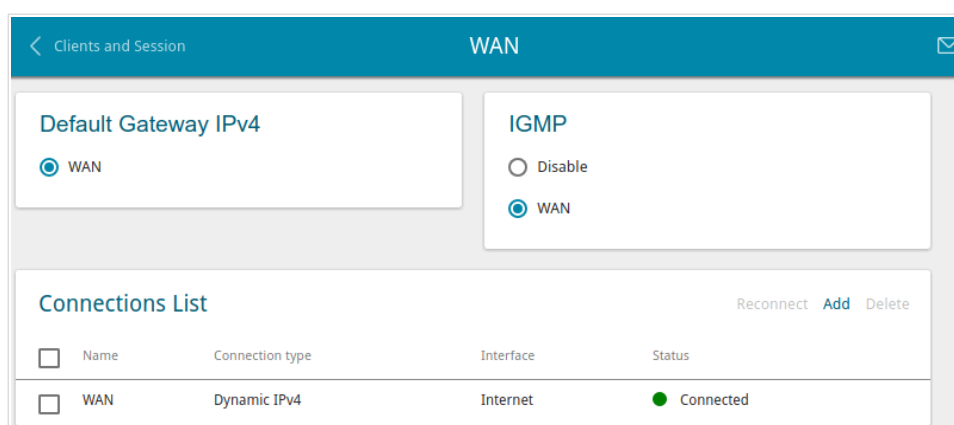 Clients and Session
WAN
Default Gateway IPv4
WAN
IGMP
Disable
WAN
Connections List
Reconnect Add Delete
Name Connection type Interface Status
WAN Dynamic IPv4 Internet Connected